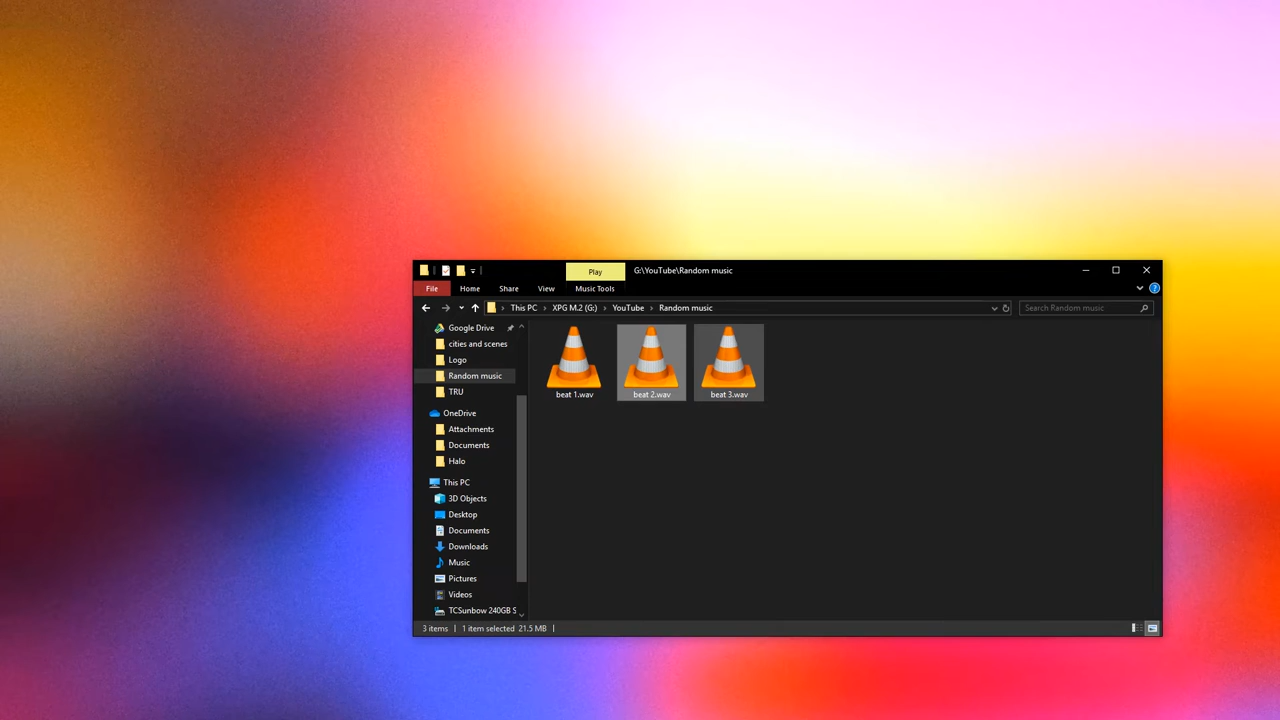 Play
G:\YouTube\Random music
File
Home
Share
View
Music Tools
This PC > XPG M.2 (G:) > YouTube > Random music
Search Random music
Google Drive
cities and scenes
Logo
Random music
TRU
OneDrive
Attachments
Documents
Halo
This PC
3D Objects
Desktop
Documents
Downloads
Music
Pictures
Videos
TCSunbow 240GB S
beat 1.wav
beat 2.wav
beat 3.wav
3 items
1 item selected 21.5 MB